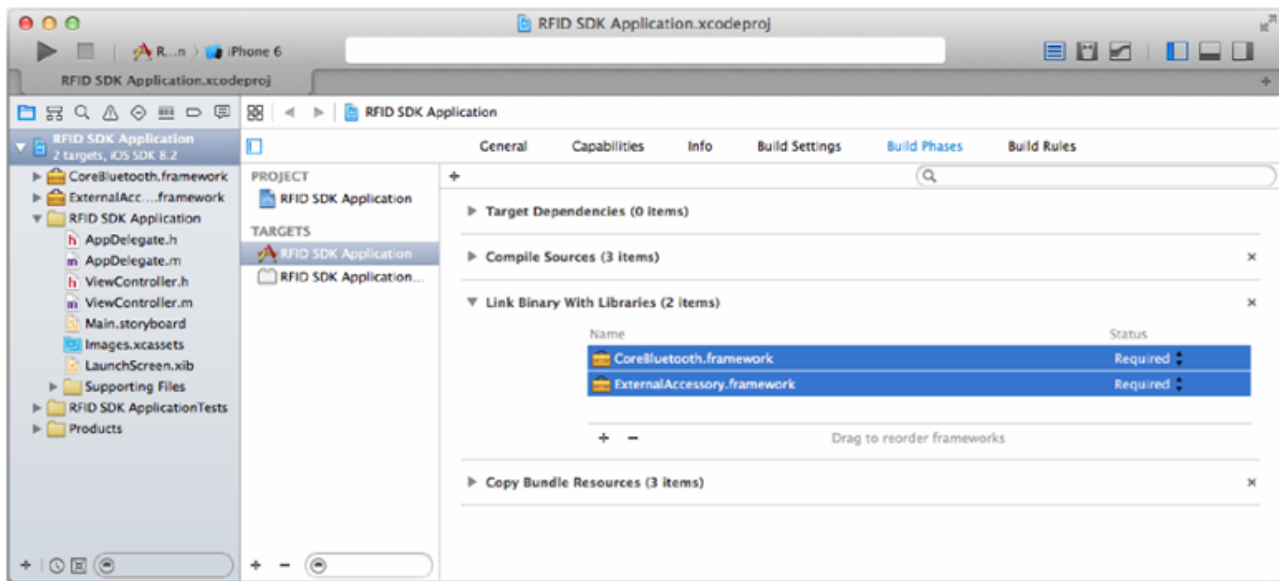 RFID SDK Application.xcodeproj
R...n
iPhone 6
RFID SDK Application.xcodeproj
RFID SDK Application
2 targets, iOS SDK 8.2
CoreBluetooth.framework
ExternalAcc...framework
RFID SDK Application
AppDelegate.h
AppDelegate.m
ViewController.h
ViewController.m
Main.storyboard
Images.xcassets
LaunchScreen.xib
Supporting Files
RFID SDK ApplicationTests
Products
RFID SDK Application
General Capabilities Info Build Settings Build Phases Build Rules
PROJECT
RFID SDK Application
TARGETS
RFID SDK Application
RFID SDK Application...
Target Dependencies (0 items)
Compile Sources (3 items)
Link Binary With Libraries (2 items)
Name Status
CoreBluetooth.framework Required
ExternalAccessory.framework Required
Drag to reorder frameworks
Copy Bundle Resources (3 items)